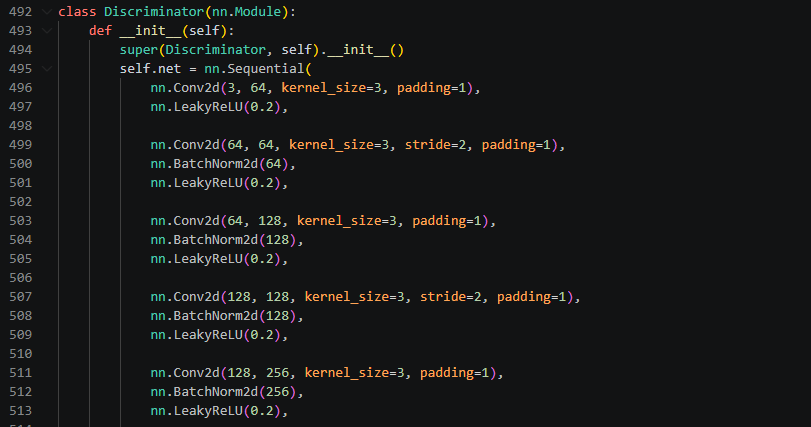 492 class Discriminator(nn.Module):
493 def __init__(self):
494 super(Discriminator, self).__init__()
495 self.net = nn.Sequential(
496 nn.Conv2d(3, 64, kernel_size=3, padding=1),
497 nn.LeakyReLU(0.2),
498
499 nn.Conv2d(64, 64, kernel_size=3, stride=2, padding=1),
500 nn.BatchNorm2d(64),
501 nn.LeakyReLU(0.2),
502
503 nn.Conv2d(64, 128, kernel_size=3, padding=1),
504 nn.BatchNorm2d(128),
505 nn.LeakyReLU(0.2),
506
507 nn.Conv2d(128, 128, kernel_size=3, stride=2, padding=1),
508 nn.BatchNorm2d(128),
509 nn.LeakyReLU(0.2),
510
511 nn.Conv2d(128, 256, kernel_size=3, padding=1),
512 nn.BatchNorm2d(256),
513 nn.LeakyReLU(0.2),